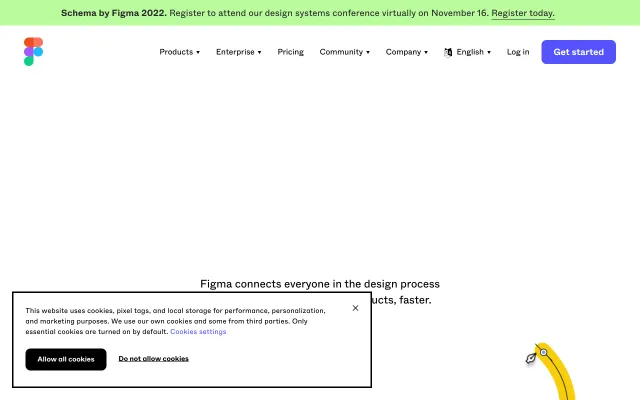 Schema by Figma 2022. Register to attend our design systems conference virtually on November 16. Register today.
Products Enterprise Pricing Community Company English Log in Get started
Figma connects everyone in the design process
ucts, faster.
This website uses cookies, pixel tags, and local storage for performance, personalization,
and marketing purposes. We use our own cookies and some from third parties. Only
essential cookies are turned on by default. Cookies settings
Allow all cookies Do not allow cookies